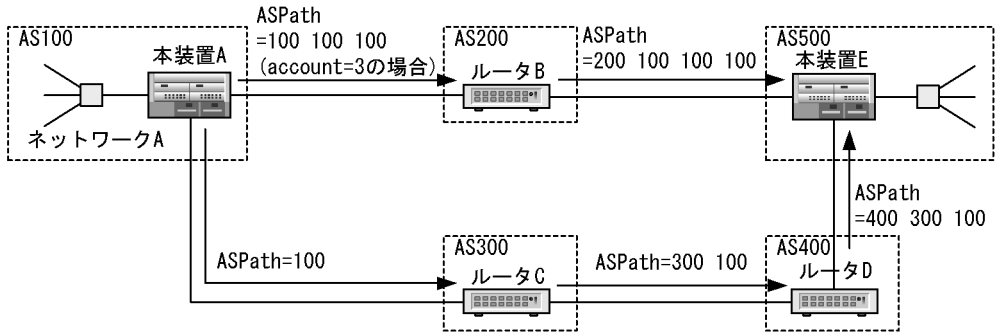 AS100
本装置A
ネットワークA
ASPath
=100 100 100
(account=3の場合)
AS200
ルータB
ASPath
=200 100 100 100
AS500
本装置E
ASPath
=400 300 100
ASPath=100
AS300
ルータC
ASPath=300 100
AS400
ルータD